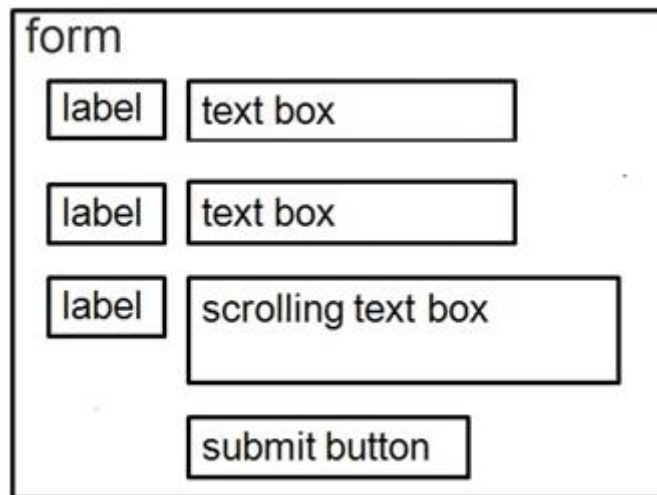 form
label text box
label text box
label scrolling text box
submit button